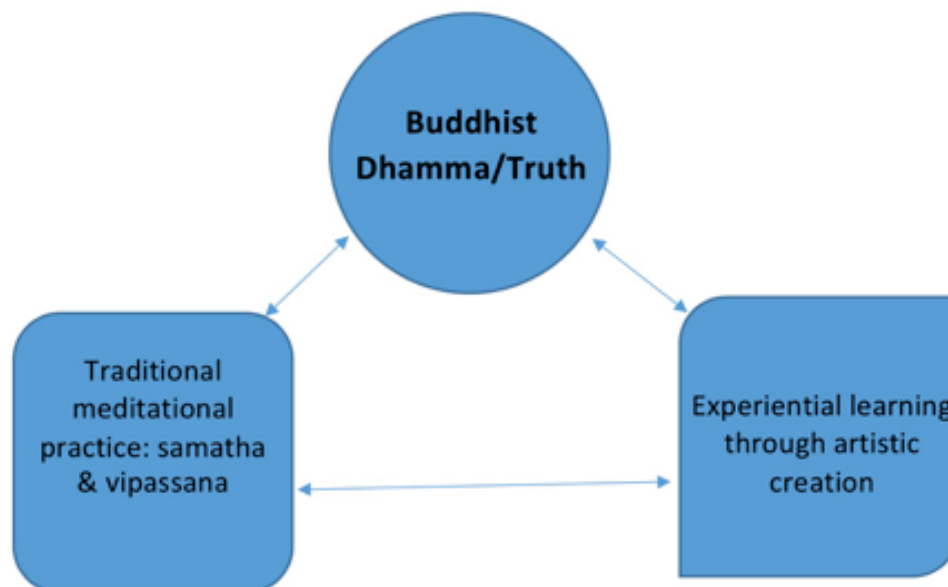 Buddhist
Dhamma/Truth
Traditional
meditational
practice: samatha
& vipassana
Experiential learning
through artistic
creation